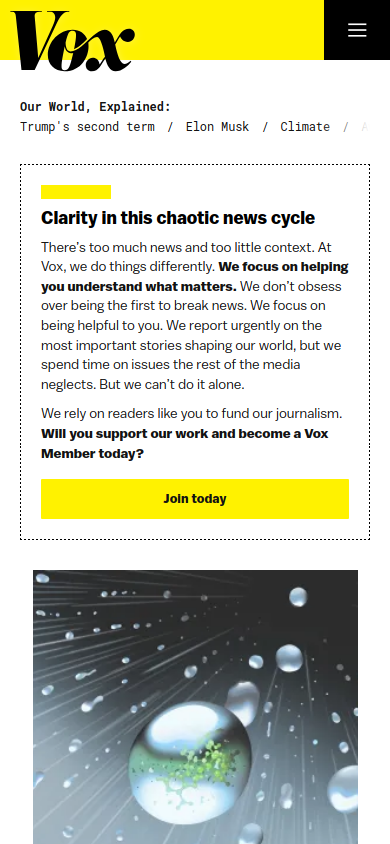 Vox
Our World, Explained:
Trump's second term / Elon Musk / Climate /
Clarity in this chaotic news cycle
There's too much news and too little context. At
Vox, we do things differently. We focus on helping
you understand what matters. We don't obsess
over being the first to break news. We focus on
being helpful to you. We report urgently on the
most important stories shaping our world, but we
spend time on issues the rest of the media
neglects. But we can't do it alone.
We rely on readers like you to fund our journalism.
Will you support our work and become a Vox
Member today?
Join today